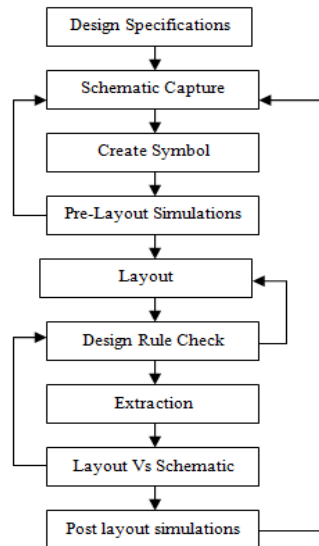 Design Specifications
Schematic Capture
Create Symbol
Pre-Layout Simulations
Layout
Design Rule Check
Extraction
Layout Vs Schematic
Post layout simulations